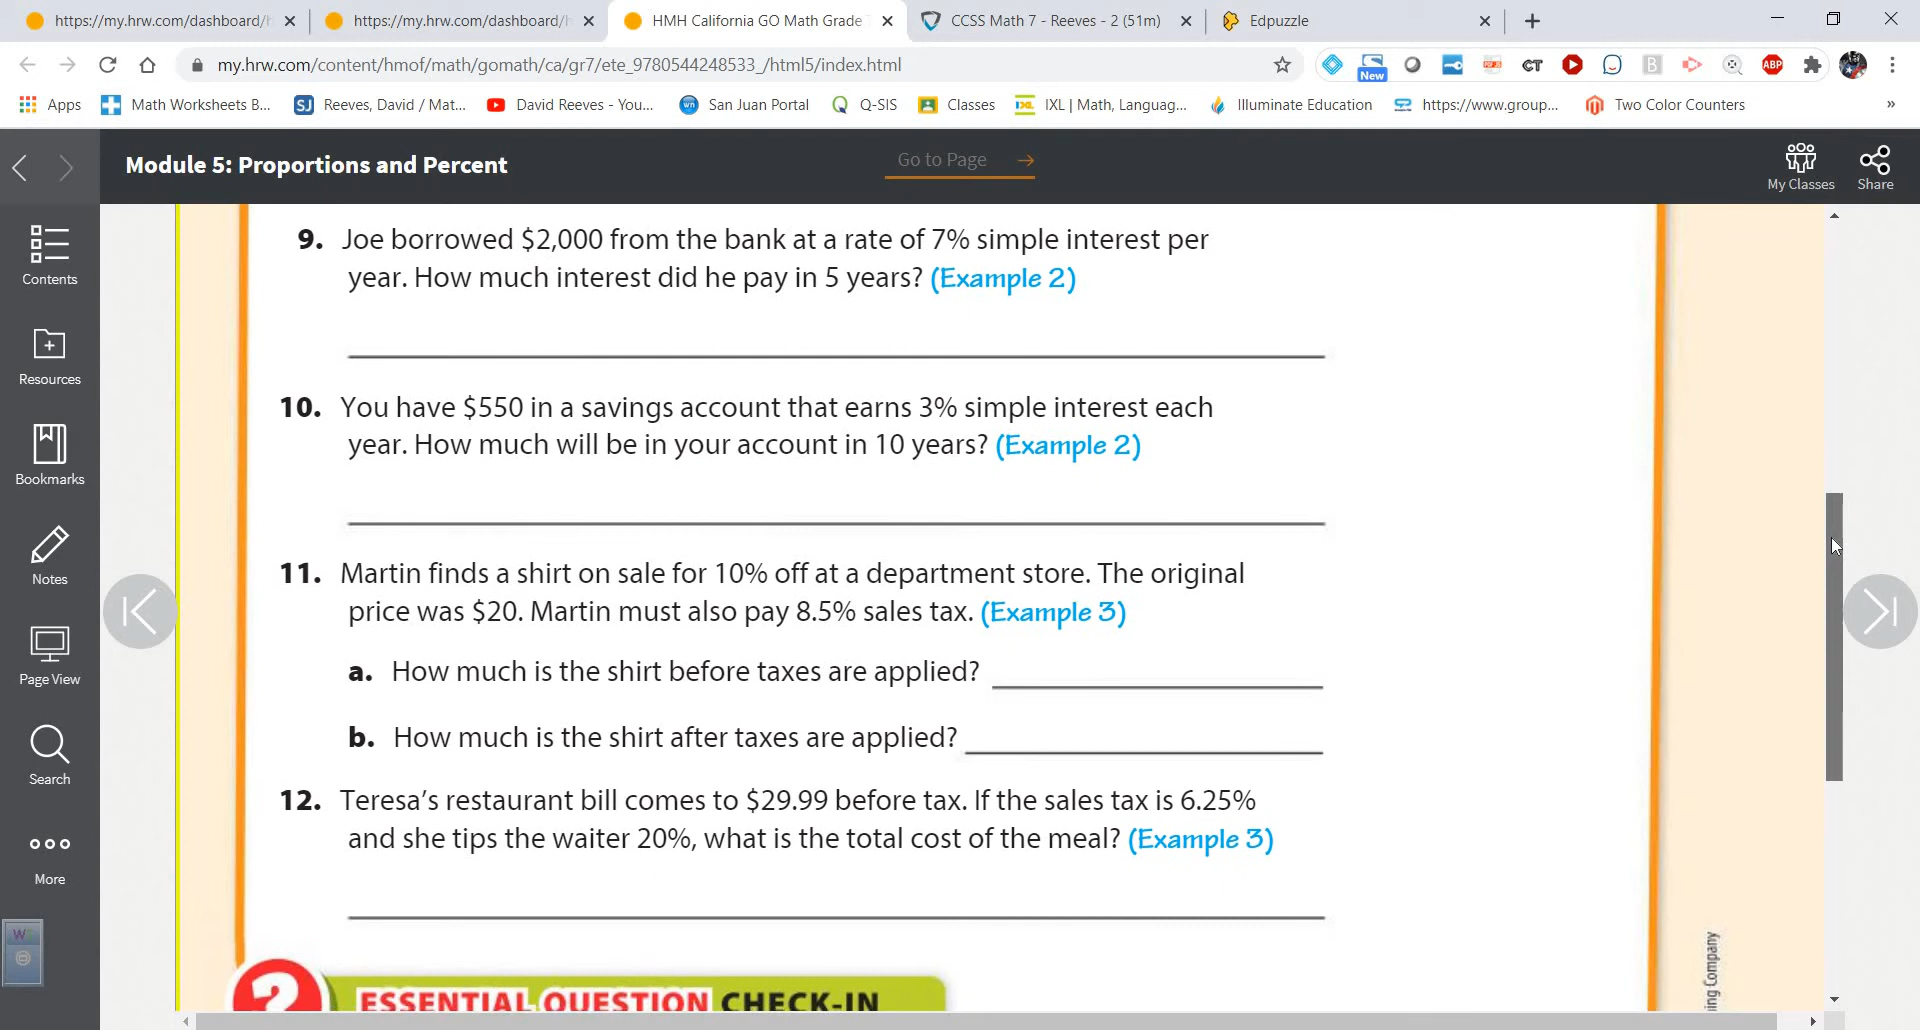 https://my.hrw.com/dashboard/h
https://my.hrw.com/dashboard/h
HMH California GO Math Grade 7
CCSS Math 7 - Reeves - 2 (51m)
Edpuzzle
my.hrw.com/content/hmof/math/gomath/ca/gr7/ete_9780544248533_/html5/index.html
New
CT
B
ABP
Apps
Math Worksheets B...
SJ
Reeves, David / Mat...
David Reeves - You...
San Juan Portal
Q-SIS
Classes
IXL | Math, Languag...
Illuminate Education
https://www.group...
Two Color Counters
»
Module 5: Proportions and Percent
Go to Page
My Classes
Share
Contents
Resources
Bookmarks
Notes
Page View
Search
More
9. Joe borrowed $2,000 from the bank at a rate of 7% simple interest per
year. How much interest did he pay in 5 years? (Example 2)
10. You have $550 in a savings account that earns 3% simple interest each
year. How much will be in your account in 10 years? (Example 2)
11. Martin finds a shirt on sale for 10% off at a department store. The original
price was $20. Martin must also pay 8.5% sales tax. (Example 3)
a. How much is the shirt before taxes are applied?
b. How much is the shirt after taxes are applied?
12. Teresa's restaurant bill comes to $29.99 before tax. If the sales tax is 6.25%
and she tips the waiter 20%, what is the total cost of the meal? (Example 3)
? ESSENTIAL QUESTION CHECK-IN
Company